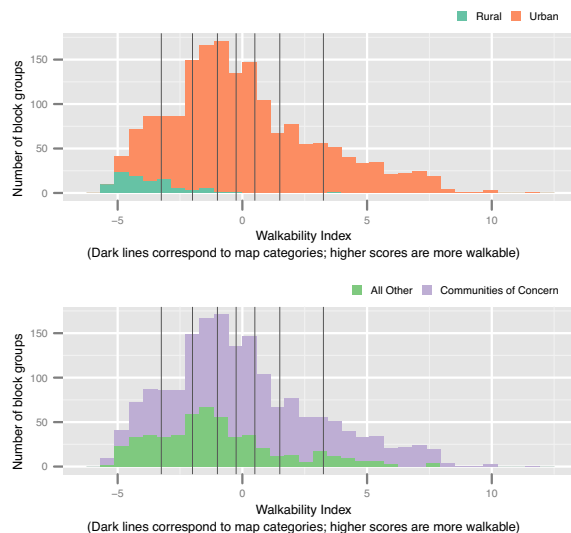 Rural Urban
150
100
50
0
Number of block groups
−5 0 5 10
Walkability Index
(Dark lines correspond to map categories; higher scores are more walkable)
All Other Communities of Concern
150
100
50
0
Number of block groups
−5 0 5 10
Walkability Index
(Dark lines correspond to map categories; higher scores are more walkable)